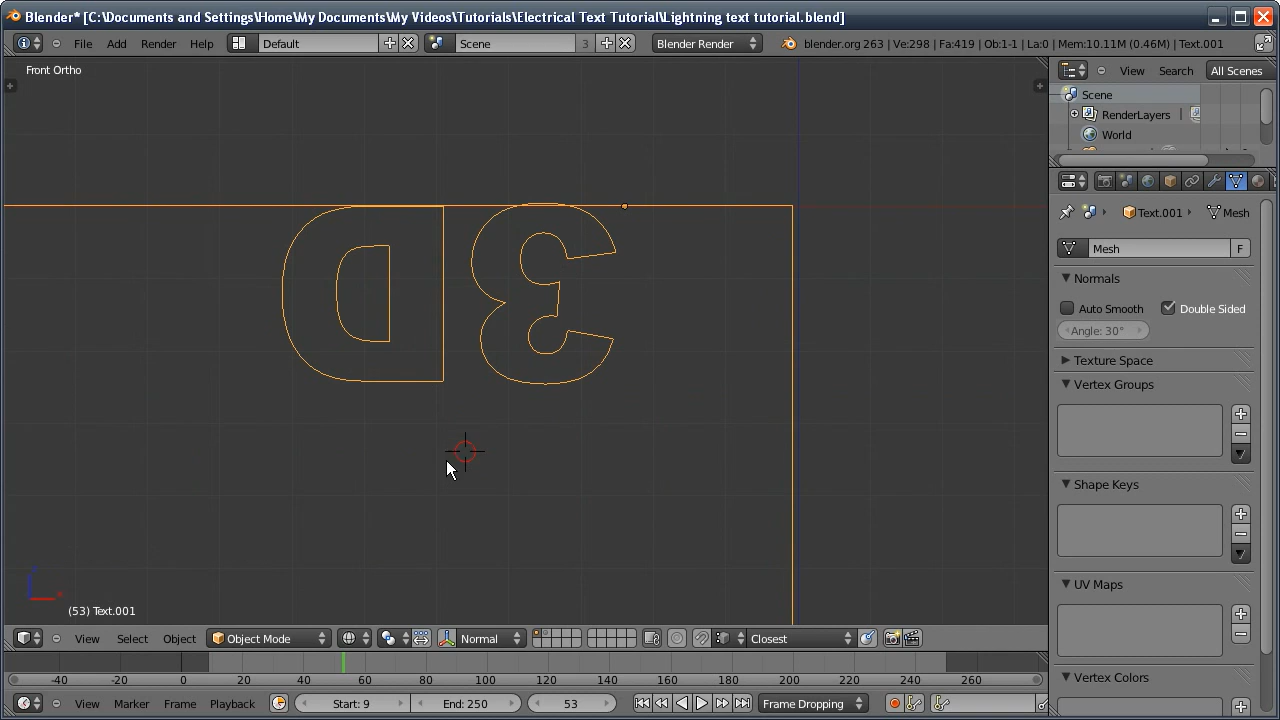 Blender* [C:\Documents and Settings\Home\My Documents\My Videos\Tutorials\Electrical Text Tutorial\Lightning text tutorial.blend]
File Add Render Help Default Scene 3 Blender Render blender.org 263 | Ve:298 | Fa:419 | Ob:1-1 | La:0 | Mem:10.11M (0.46M) | Text.001
View Search All Scenes
Front Ortho
Scene
RenderLayers |
World
Text.001 Mesh
Mesh F
Normals
Auto Smooth Double Sided
Angle: 30°
Texture Space
Vertex Groups
3D
Shape Keys
UV Maps
Vertex Colors
(53) Text.001
View Select Object Object Mode Normal Closest
-40 -20 0 20 40 60 80 100 120 140 160 180 200 220 240 260
View Marker Frame Playback Start: 9 End: 250 53 Frame Dropping